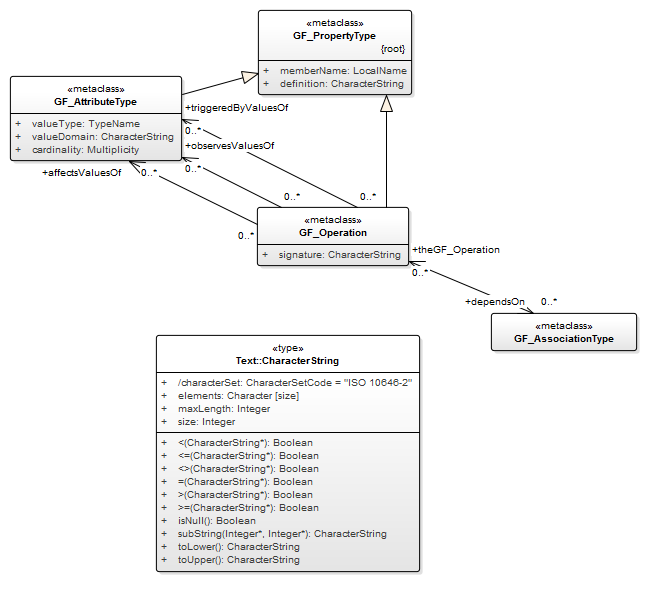 «metaclass»
GF_PropertyType
{root}
+ memberName: LocalName
+ definition: CharacterString
«metaclass»
GF_AttributeType
+ valueType: TypeName
+ valueDomain: CharacterString
+ cardinality: Multiplicity
+triggeredByValuesOf
0..*
+observesValuesOf
0..*
+affectsValuesOf
0..*
0..*
0..*
0..*
«metaclass»
GF_Operation
+ signature: CharacterString
+theGF_Operation
0..*
+dependsOn
0..*
«metaclass»
GF_AssociationType
«type»
Text::CharacterString
+ /characterSet: CharacterSetCode = "ISO 10646-2"
+ elements: Character [size]
+ maxLength: Integer
+ size: Integer
+ <(CharacterString*): Boolean
+ <=(CharacterString*): Boolean
+ <>(CharacterString*): Boolean
+ =(CharacterString*): Boolean
+ >(CharacterString*): Boolean
+ >=(CharacterString*): Boolean
+ isNull(): Boolean
+ subString(Integer*, Integer*): CharacterString
+ toLower(): CharacterString
+ toUpper(): CharacterString